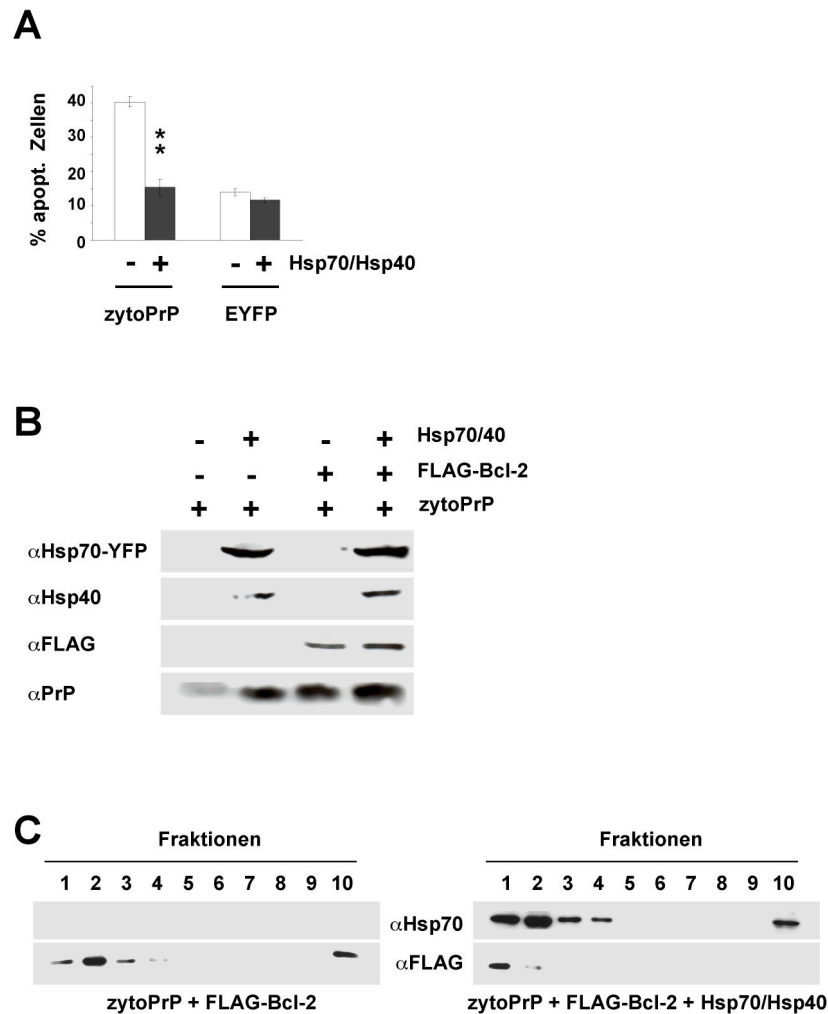 A
% apopt. Zellen
40
30
20
10
0
- + - + Hsp70/Hsp40
**
zytoPrP EYFP
B
- + - + Hsp70/40
- - + + FLAG-Bcl-2
+ + + + zytoPrP
αHsp70-YFP
αHsp40
αFLAG
αPrP
C
Fraktionen Fraktionen
1 2 3 4 5 6 7 8 9 10 1 2 3 4 5 6 7 8 9 10
αHsp70
αFLAG
zytoPrP + FLAG-Bcl-2 zytoPrP + FLAG-Bcl-2 + Hsp70/Hsp40